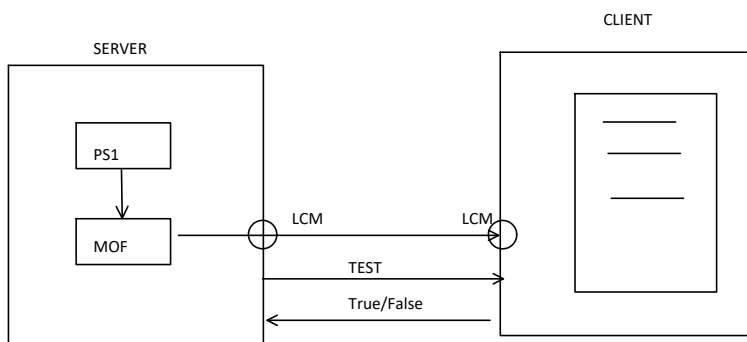 CLIENT
SERVER
PS1
LCM
LCM
MOF
TEST
True/False